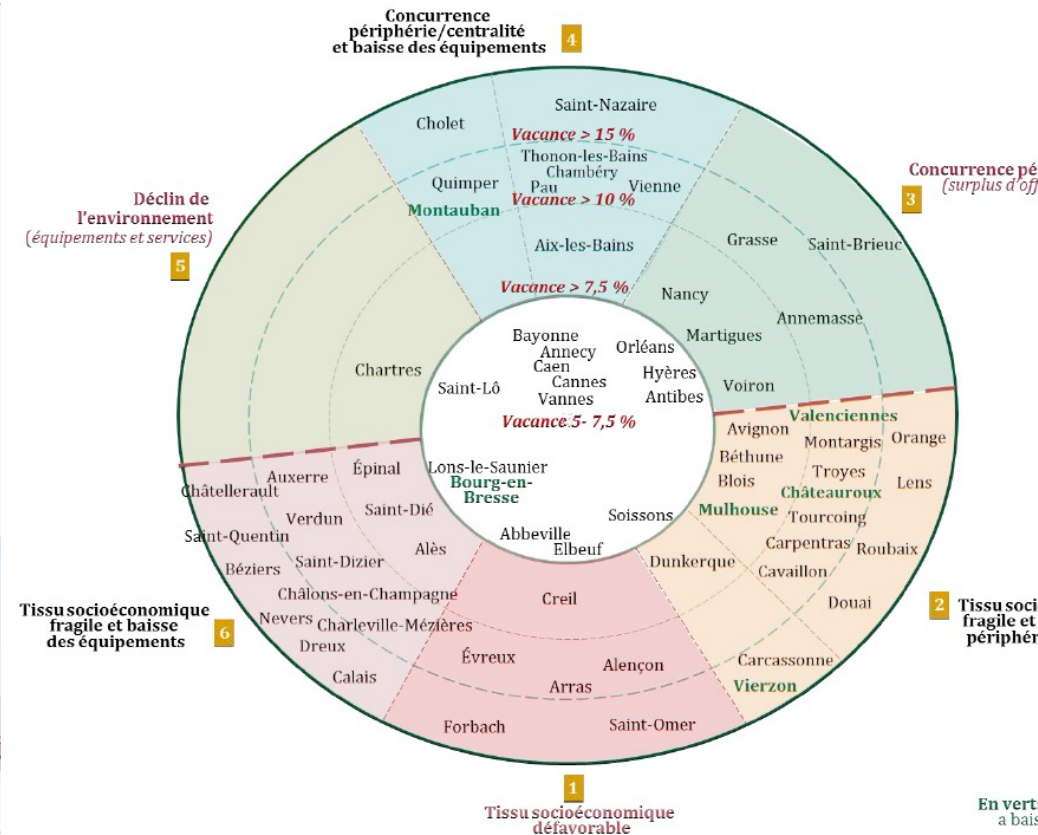 Concurrence
périphérie/centralité
et baisse des équipements
4
Cholet
Saint-Nazaire
Vacance > 15 %
Thonon-les-Bains
Chambéry
Quimper
Pau
Vienne
Montauban
Vacance > 10 %
Aix-les-Bains
Vacance > 7,5 %
Concurrence pé
(surplus d'off
3
Grasse
Saint-Brieuc
Nancy
Annemasse
Martigues
Voiron
Déclin de
l'environnement
(équipements et services)
5
Chartres
Bayonne
Annecy
Orléans
Caen
Hyères
Cannes
Saint-Lô
Vannes
Antibes
Vacance 5- 7,5 %
Lons-le-Saunier
Bourg-en-
Bresse
Soissons
Abbeville
Elbeuf
Valenciennes
Avignon
Montargis
Orange
Béthune
Troyes
Blois
Châteauroux
Lens
Mulhouse
Tourcoing
Carpentras
Roubaix
Dunkerque
Cavaillon
Douai
Carcassonne
Vierzon
2
Tissu soci
fragile et
périphér
Épinal
Auxerre
Châtellerault
Saint-Dié
Verdun
Saint-Quentin
Alès
Saint-Dizier
Béziers
Châlons-en-Champagne
Nevers
Charleville-Mézières
Dreux
Calais
Tissu socioéconomique
fragile et baisse
des équipements
6
Creil
Évreux
Alençon
Arras
Forbach
Saint-Omer
1
Tissu socioéconomique
défavorable
En vert:
a bais